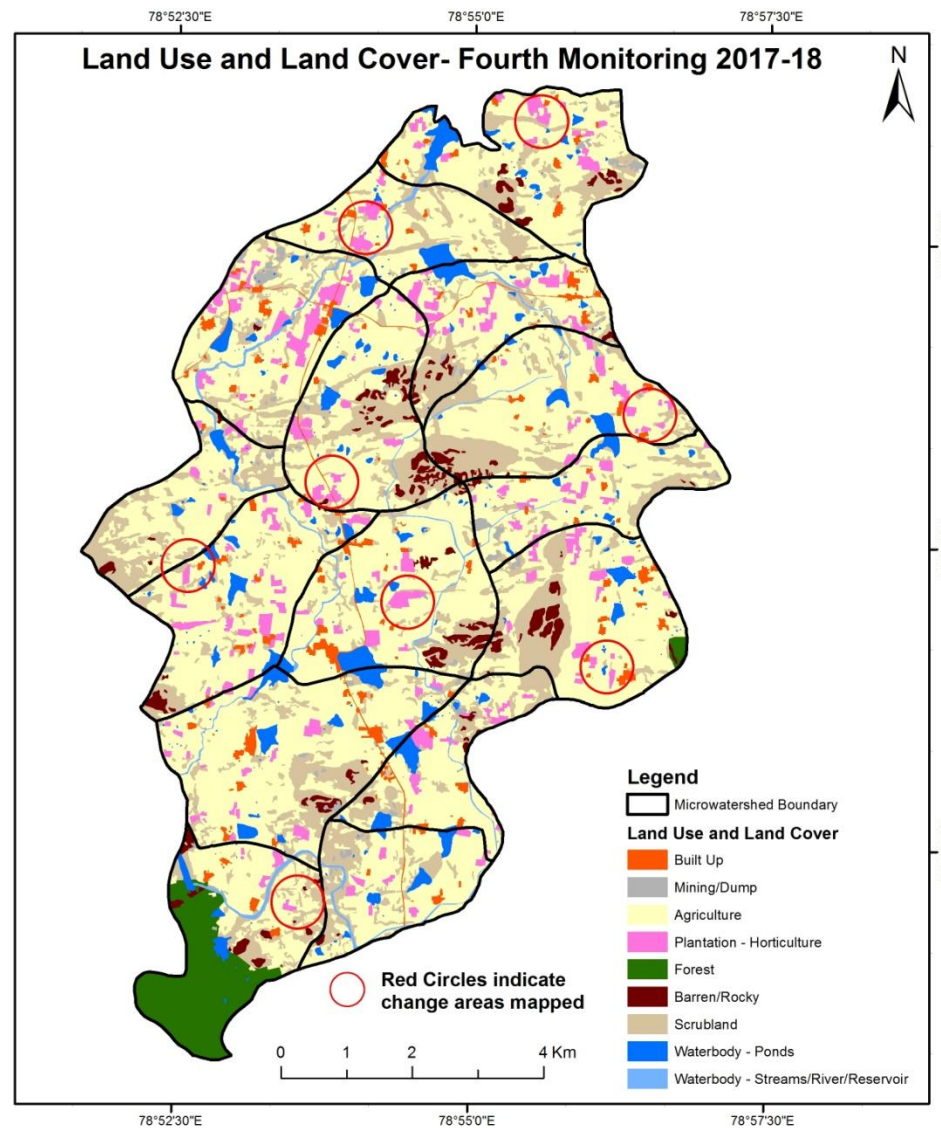 78°52'30"E 78°55'0"E 78°57'30"E
Land Use and Land Cover- Fourth Monitoring 2017-18
N
Legend
Microwatershed Boundary
Land Use and Land Cover
Built Up
Mining/Dump
Agriculture
Plantation - Horticulture
Forest
Barren/Rocky
Scrubland
Waterbody - Ponds
Waterbody - Streams/River/Reservoir
Red Circles indicate
change areas mapped
0 1 2 4 Km
78°52'30"E 78°55'0"E 78°57'30"E